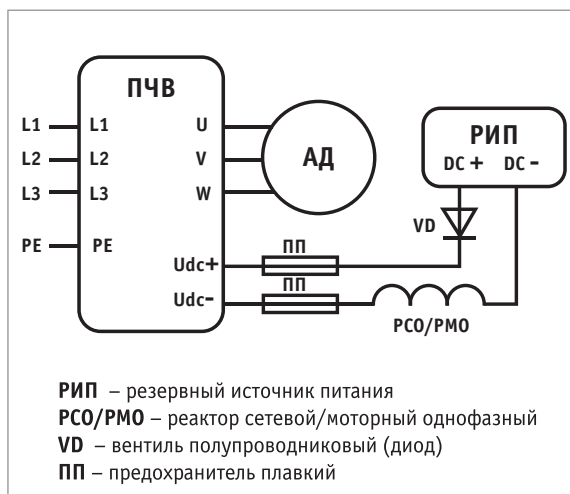 ПЧВ
L1 L1 U
L2 L2 V
L3 L3 W
PE PE
Udc+
Udc-
АД
РИП
DC + DC -
VD
ПП
ПП
РСО/РМО
РИП – резервный источник питания
РСО/РМО – реактор сетевой/моторный однофазный
VD – вентиль полупроводниковый (диод)
ПП – предохранитель плавкий